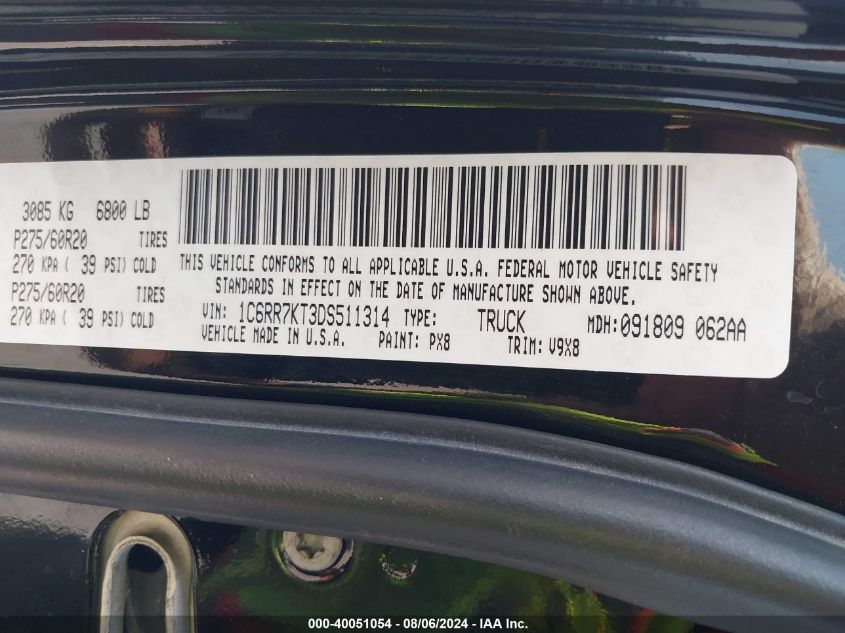 3085 KG 6800 LB
P275/60R20 TIRES
270 KPA ( 39 PSI) COLD
P275/60R20 TIRES
270 KPA ( 39 PSI) COLD
THIS VEHICLE CONFORMS TO ALL APPLICABLE U.S.A. FEDERAL MOTOR VEHICLE SAFETY
STANDARDS IN EFFECT ON THE DATE OF MANUFACTURE SHOWN ABOVE.
VIN: 1C6RR7KT3DS511314 TYPE: TRUCK MDH:091809 062AA
VEHICLE MADE IN U.S.A. PAINT: PX8 TRIM: V9X8
000-40051054 - 08/06/2024 - IAA Inc.